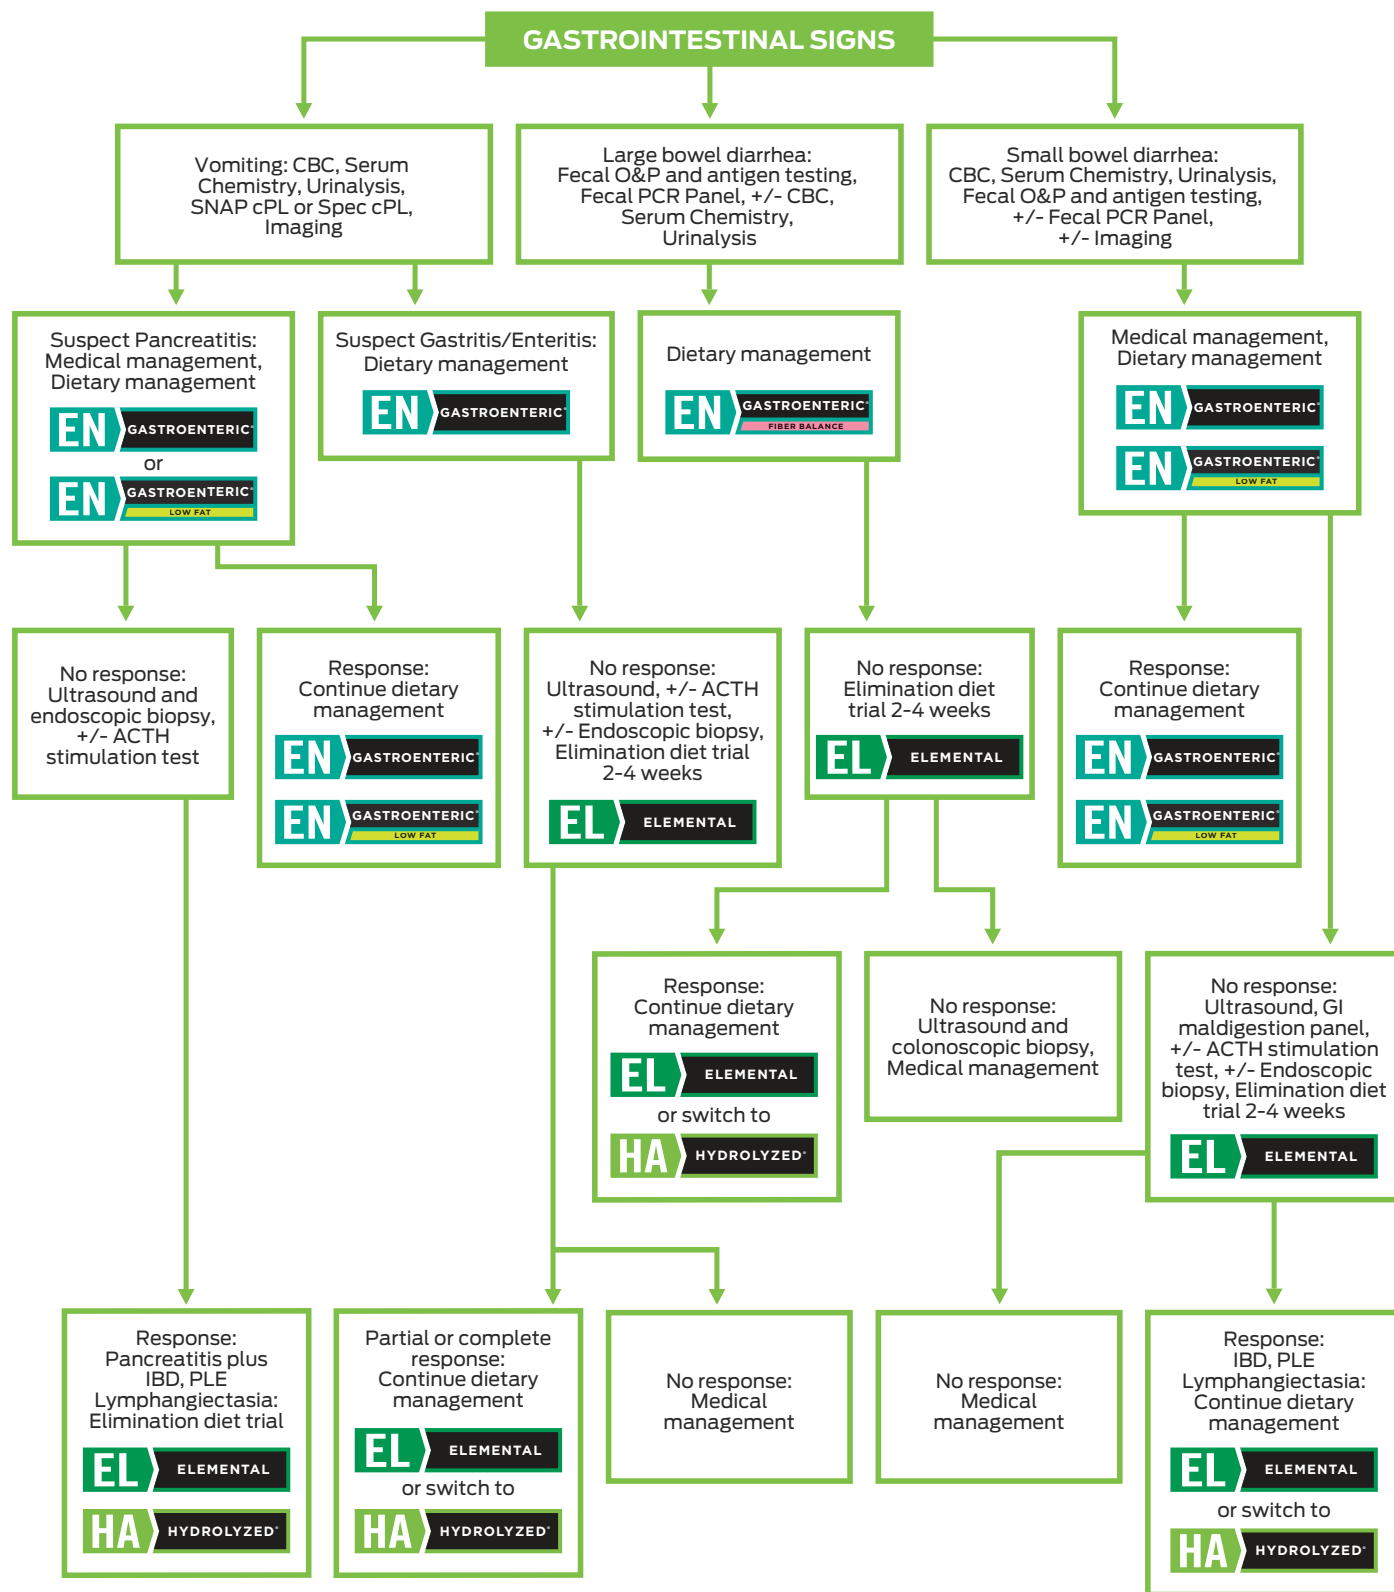 GASTROINTESTINAL SIGNS
Vomiting: CBC, Serum
Chemistry, Urinalysis,
SNAP cPL or Spec cPL,
Imaging
Large bowel diarrhea:
Fecal O&P and antigen testing,
Fecal PCR Panel, +/- CBC,
Serum Chemistry,
Urinalysis
Small bowel diarrhea:
CBC, Serum Chemistry, Urinalysis,
Fecal O&P and antigen testing,
+/- Fecal PCR Panel,
+/- Imaging
Suspect Pancreatitis:
Medical management,
Dietary management
EN GASTROENTERIC®
or
EN GASTROENTERIC®
LOW FAT
Suspect Gastritis/Enteritis:
Dietary management
EN GASTROENTERIC®
Dietary management
EN GASTROENTERIC®
FIBER BALANCE
Medical management,
Dietary management
EN GASTROENTERIC®
EN GASTROENTERIC®
LOW FAT
No response:
Ultrasound and
endoscopic biopsy,
+/- ACTH
stimulation test
Response:
Continue dietary
management
EN GASTROENTERIC®
EN GASTROENTERIC®
LOW FAT
No response:
Ultrasound, +/- ACTH
stimulation test,
+/- Endoscopic biopsy,
Elimination diet trial
2-4 weeks
EL ELEMENTAL
No response:
Elimination diet
trial 2-4 weeks
EL ELEMENTAL
Response:
Continue dietary
management
EN GASTROENTERIC®
EN GASTROENTERIC®
LOW FAT
Response:
Continue dietary
management
EL ELEMENTAL
or switch to
HA HYDROLYZED®
No response:
Ultrasound and
colonoscopic biopsy,
Medical management
No response:
Ultrasound, GI
maldigestion panel,
+/- ACTH stimulation
test, +/- Endoscopic
biopsy, Elimination diet
trial 2-4 weeks
EL ELEMENTAL
Response:
Pancreatitis plus
IBD, PLE
Lymphangiectasia:
Elimination diet trial
EL ELEMENTAL
HA HYDROLYZED®
Partial or complete
response:
Continue dietary
management
EL ELEMENTAL
or switch to
HA HYDROLYZED®
No response:
Medical
management
No response:
Medical
management
Response:
IBD, PLE
Lymphangiectasia:
Continue dietary
management
EL ELEMENTAL
or switch to
HA HYDROLYZED®